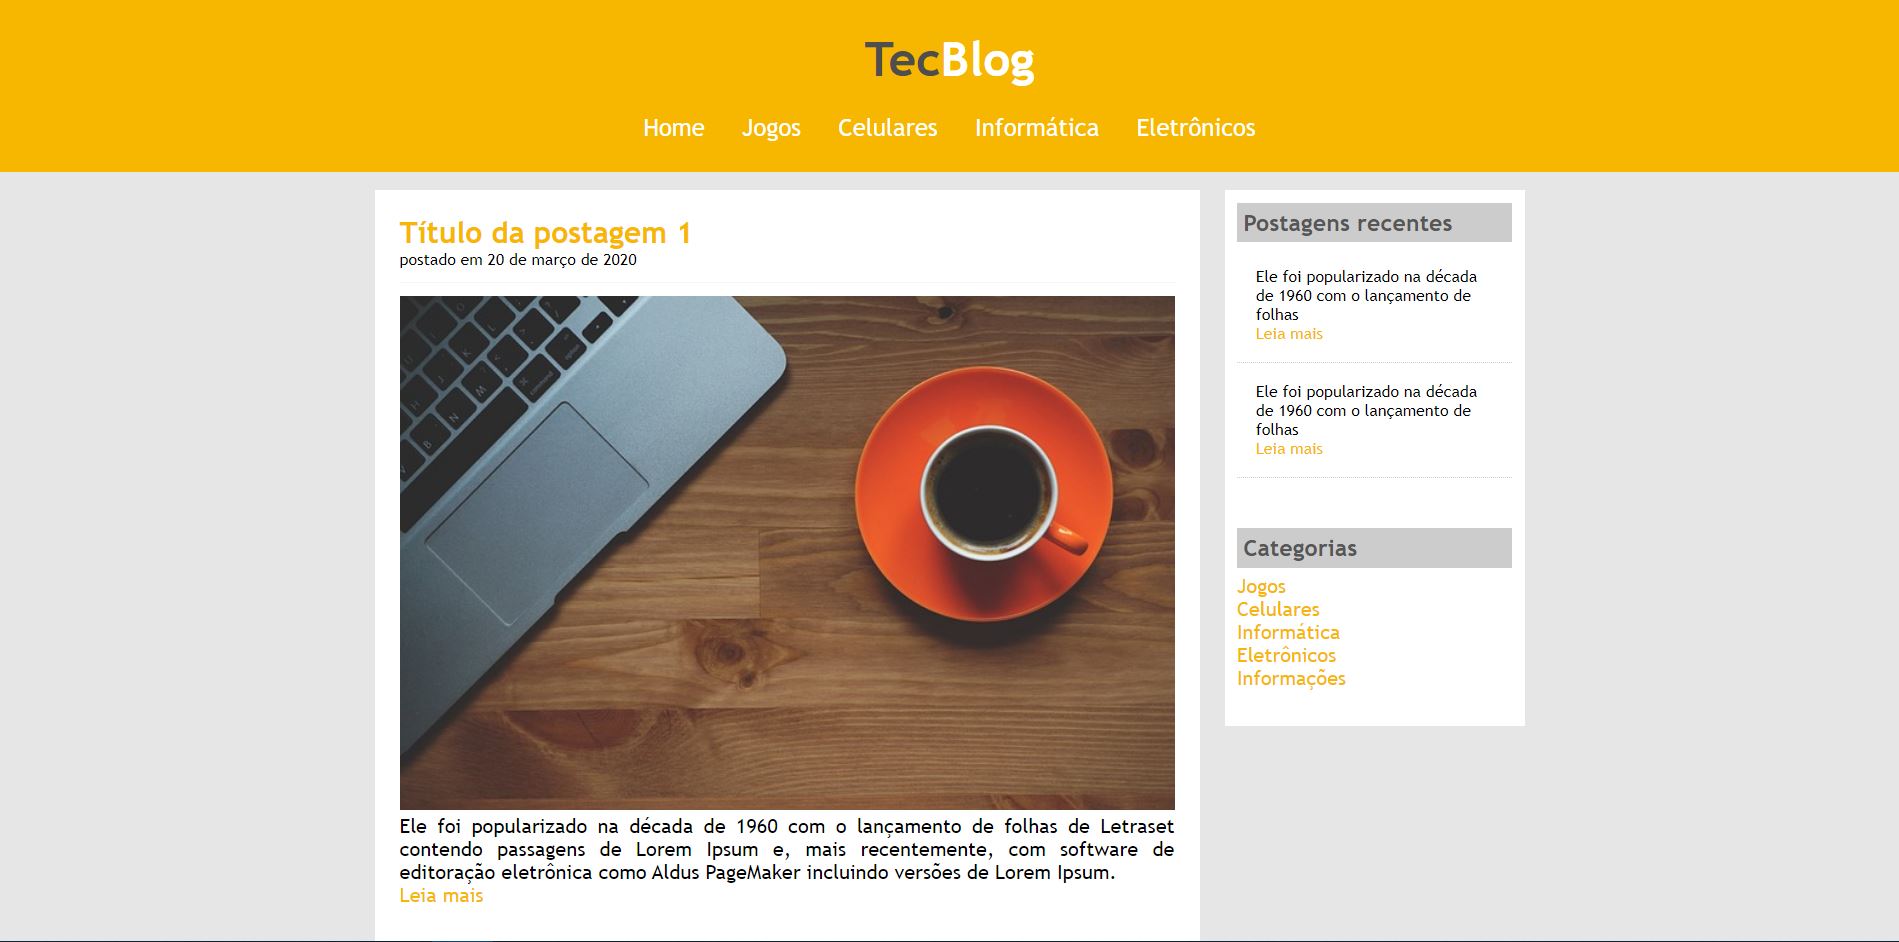 TecBlog
Home Jogos Celulares Informática Eletrônicos
Título da postagem 1
postado em 20 de março de 2020
Ele foi popularizado na década de 1960 com o lançamento de folhas de Letraset
contendo passagens de Lorem Ipsum e, mais recentemente, com software de
editoração eletrônica como Aldus PageMaker incluindo versões de Lorem Ipsum.
Leia mais
Postagens recentes
Ele foi popularizado na década
de 1960 com o lançamento de
folhas
Leia mais
Ele foi popularizado na década
de 1960 com o lançamento de
folhas
Leia mais
Categorias
Jogos
Celulares
Informática
Eletrônicos
Informações